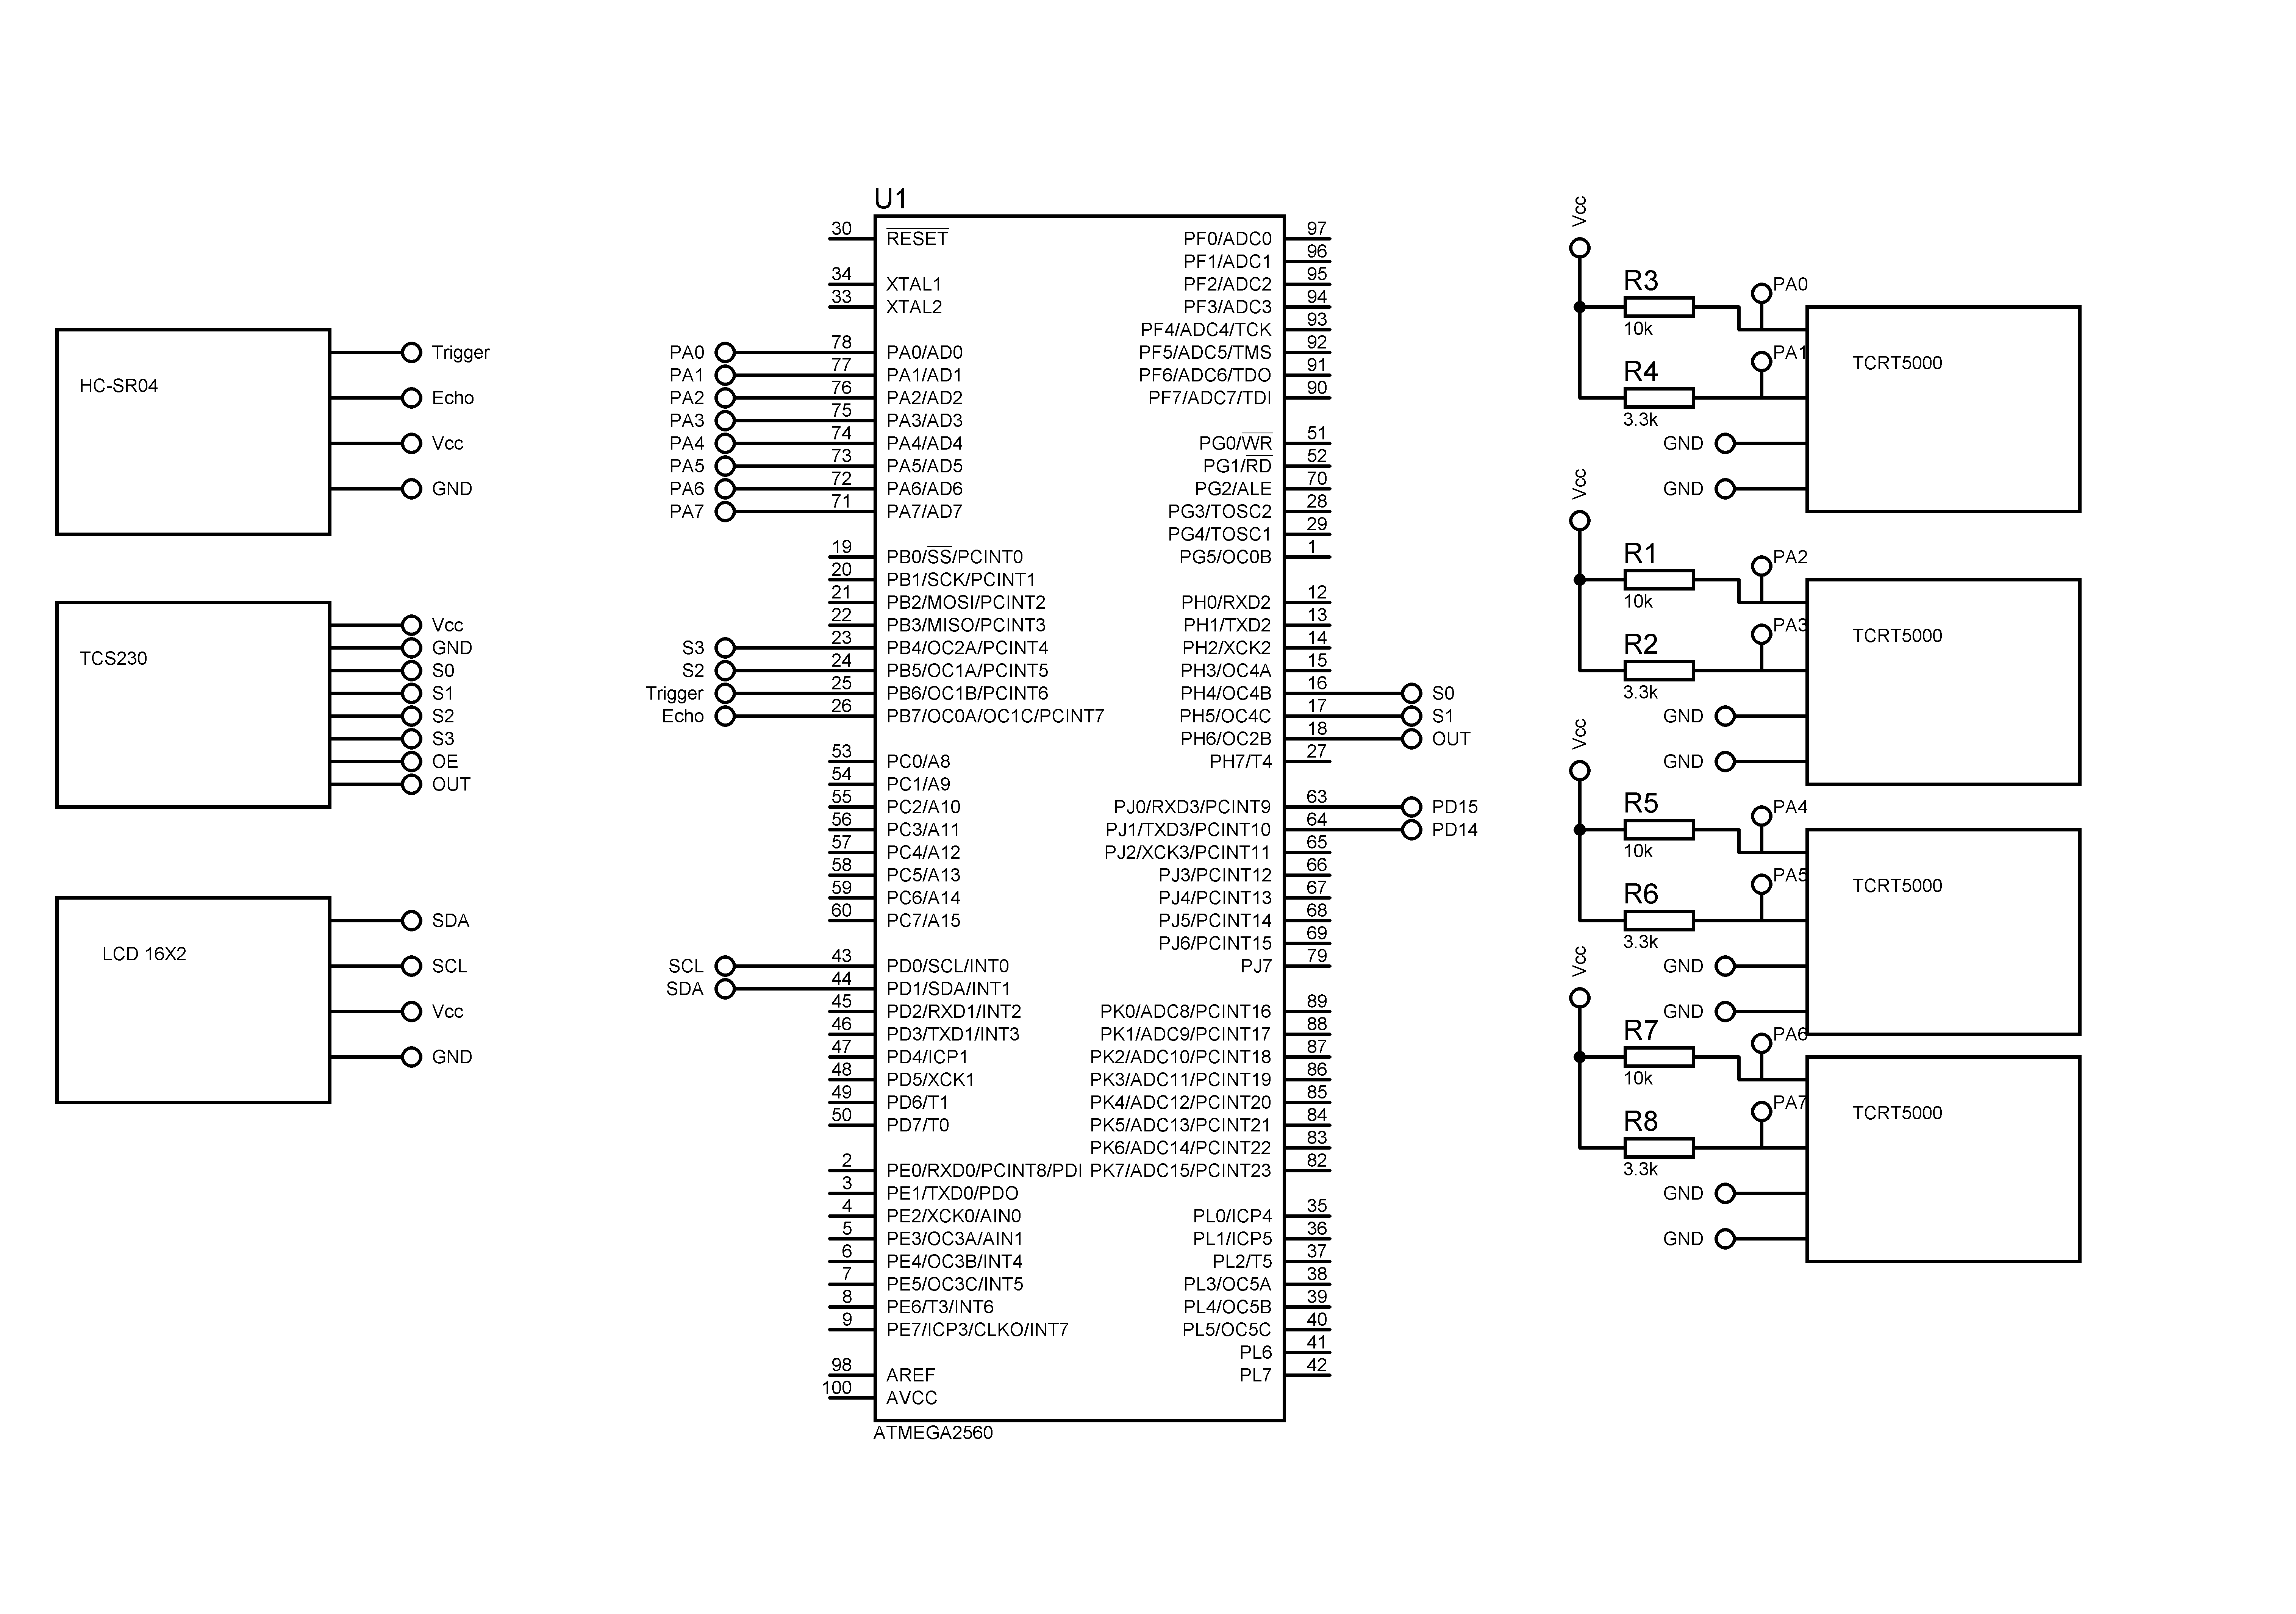 HC-SR04
Trigger
Echo
Vcc
GND
TCS230
Vcc
GND
S0
S1
S2
S3
OE
OUT
LCD 16X2
SDA
SCL
Vcc
GND
U1
30 RESET
34 XTAL1
33 XTAL2
PA0 78 PA0/AD0
PA1 77 PA1/AD1
PA2 76 PA2/AD2
PA3 75 PA3/AD3
PA4 74 PA4/AD4
PA5 73 PA5/AD5
PA6 72 PA6/AD6
PA7 71 PA7/AD7
19 PB0/SS/PCINT0
20 PB1/SCK/PCINT1
21 PB2/MOSI/PCINT2
22 PB3/MISO/PCINT3
S3 23 PB4/OC2A/PCINT4
S2 24 PB5/OC1A/PCINT5
Trigger 25 PB6/OC1B/PCINT6
Echo 26 PB7/OC0A/OC1C/PCINT7
53 PC0/A8
54 PC1/A9
55 PC2/A10
56 PC3/A11
57 PC4/A12
58 PC5/A13
59 PC6/A14
60 PC7/A15
SCL 43 PD0/SCL/INT0
SDA 44 PD1/SDA/INT1
45 PD2/RXD1/INT2
46 PD3/TXD1/INT3
47 PD4/ICP1
48 PD5/XCK1
49 PD6/T1
50 PD7/T0
2 PE0/RXD0/PCINT8/PDI
3 PE1/TXD0/PDO
4 PE2/XCK0/AIN0
5 PE3/OC3A/AIN1
6 PE4/OC3B/INT4
7 PE5/OC3C/INT5
8 PE6/T3/INT6
9 PE7/ICP3/CLKO/INT7
98 AREF
100 AVCC
PF0/ADC0 97
PF1/ADC1 96
PF2/ADC2 95
PF3/ADC3 94
PF4/ADC4/TCK 93
PF5/ADC5/TMS 92
PF6/ADC6/TDO 91
PF7/ADC7/TDI 90
PG0/WR 51
PG1/RD 52
PG2/ALE 70
PG3/TOSC2 28
PG4/TOSC1 29
PG5/OC0B 1
PH0/RXD2 12
PH1/TXD2 13
PH2/XCK2 14
PH3/OC4A 15
PH4/OC4B 16 S0
PH5/OC4C 17 S1
PH6/OC2B 18 OUT
PH7/T4 27
PJ0/RXD3/PCINT9 63 PD15
PJ1/TXD3/PCINT10 64 PD14
PJ2/XCK3/PCINT11 65
PJ3/PCINT12 66
PJ4/PCINT13 67
PJ5/PCINT14 68
PJ6/PCINT15 69
PJ7 79
PK0/ADC8/PCINT16 89
PK1/ADC9/PCINT17 88
PK2/ADC10/PCINT18 87
PK3/ADC11/PCINT19 86
PK4/ADC12/PCINT20 85
PK5/ADC13/PCINT21 84
PK6/ADC14/PCINT22 83
PK7/ADC15/PCINT23 82
PL0/ICP4 35
PL1/ICP5 36
PL2/T5 37
PL3/OC5A 38
PL4/OC5B 39
PL5/OC5C 40
PL6 41
PL7 42
ATMEGA2560
Vcc
R3
10k
PA0
R4
3.3k
PA1
GND
GND
TCRT5000
Vcc
R1
10k
PA2
R2
3.3k
PA3
GND
GND
TCRT5000
Vcc
R5
10k
PA4
R6
3.3k
PA5
GND
GND
TCRT5000
Vcc
R7
10k
PA6
R8
3.3k
PA7
GND
GND
TCRT5000